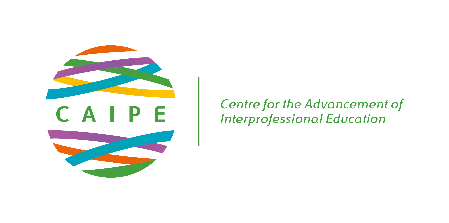 CAIPE
Centre for the Advancement of
Interprofessional Education